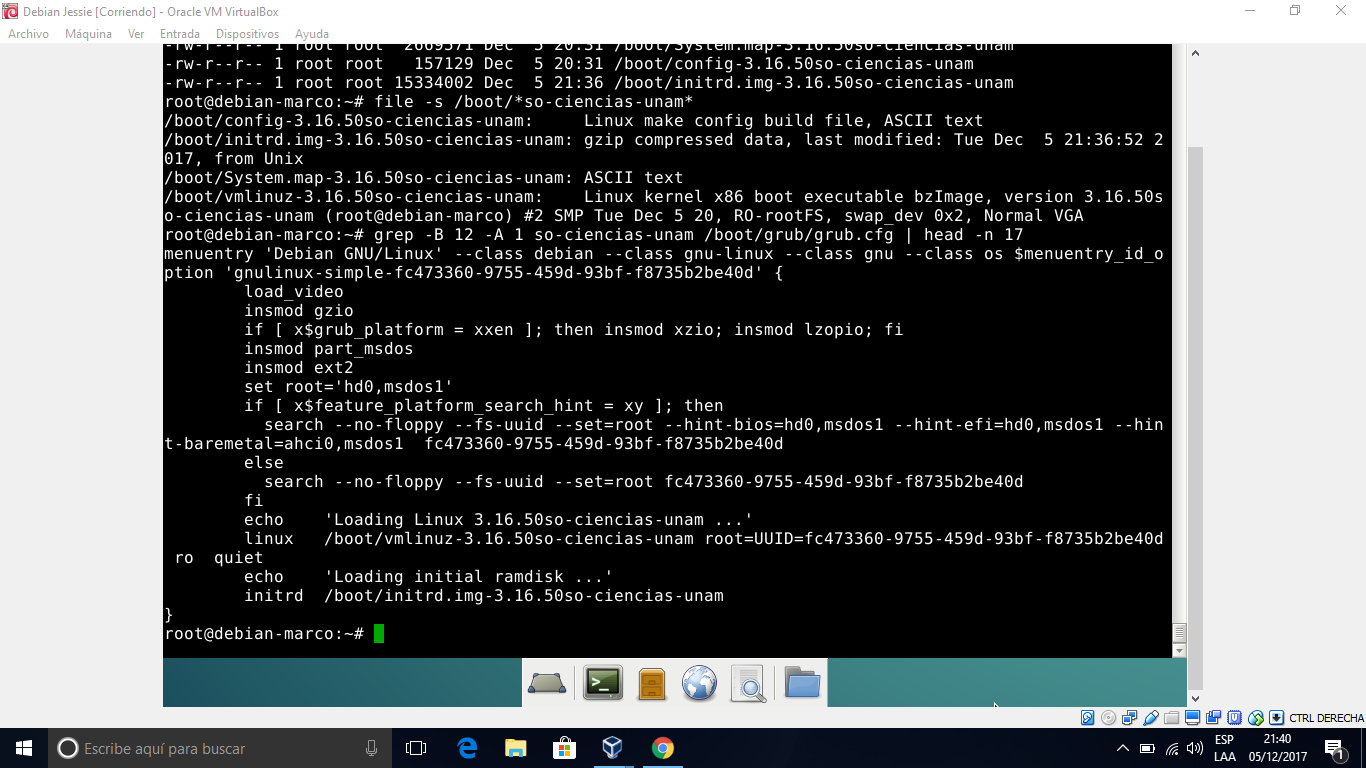 Debian Jessie [Corriendo] - Oracle VM VirtualBox
Archivo Máquina Ver Entrada Dispositivos Ayuda
-rw-r--r-- 1 root root  2669571 Dec  5 20:31 /boot/System.map-3.16.50so-ciencias-unam
-rw-r--r-- 1 root root   157129 Dec  5 20:31 /boot/config-3.16.50so-ciencias-unam
-rw-r--r-- 1 root root 15334002 Dec  5 21:36 /boot/initrd.img-3.16.50so-ciencias-unam
root@debian-marco:~# file -s /boot/*so-ciencias-unam*
/boot/config-3.16.50so-ciencias-unam:     Linux make config build file, ASCII text
/boot/initrd.img-3.16.50so-ciencias-unam: gzip compressed data, last modified: Tue Dec  5 21:36:52 2
017, from Unix
/boot/System.map-3.16.50so-ciencias-unam: ASCII text
/boot/vmlinuz-3.16.50so-ciencias-unam:    Linux kernel x86 boot executable bzImage, version 3.16.50s
o-ciencias-unam (root@debian-marco) #2 SMP Tue Dec 5 20, RO-rootFS, swap_dev 0x2, Normal VGA
root@debian-marco:~# grep -B 12 -A 1 so-ciencias-unam /boot/grub/grub.cfg | head -n 17
menuentry 'Debian GNU/Linux' --class debian --class gnu-linux --class gnu --class os $menuentry_id_o
ption 'gnulinux-simple-fc473360-9755-459d-93bf-f8735b2be40d' {
        load_video
        insmod gzio
        if [ x$grub_platform = xxen ]; then insmod xzio; insmod lzopio; fi
        insmod part_msdos
        insmod ext2
        set root='hd0,msdos1'
        if [ x$feature_platform_search_hint = xy ]; then
          search --no-floppy --fs-uuid --set=root --hint-bios=hd0,msdos1 --hint-efi=hd0,msdos1 --hin
t-baremetal=ahci0,msdos1  fc473360-9755-459d-93bf-f8735b2be40d
        else
          search --no-floppy --fs-uuid --set=root fc473360-9755-459d-93bf-f8735b2be40d
        fi
        echo    'Loading Linux 3.16.50so-ciencias-unam ...'
        linux   /boot/vmlinuz-3.16.50so-ciencias-unam root=UUID=fc473360-9755-459d-93bf-f8735b2be40d
 ro  quiet
        echo    'Loading initial ramdisk ...'
        initrd  /boot/initrd.img-3.16.50so-ciencias-unam
}
root@debian-marco:~#
CTRL DERECHA
Escribe aquí para buscar
ESP 21:40
LAA 05/12/2017 1